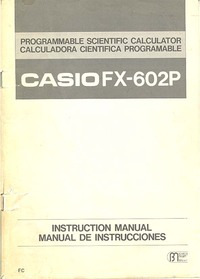 PROGRAMMABLE SCIENTIFIC CALCULATOR
CALCULADORA CIENTIFICA PROGRAMABLE
CASIO FX-602P
INSTRUCTION MANUAL
MANUAL DE INSTRUCCIONES
FC